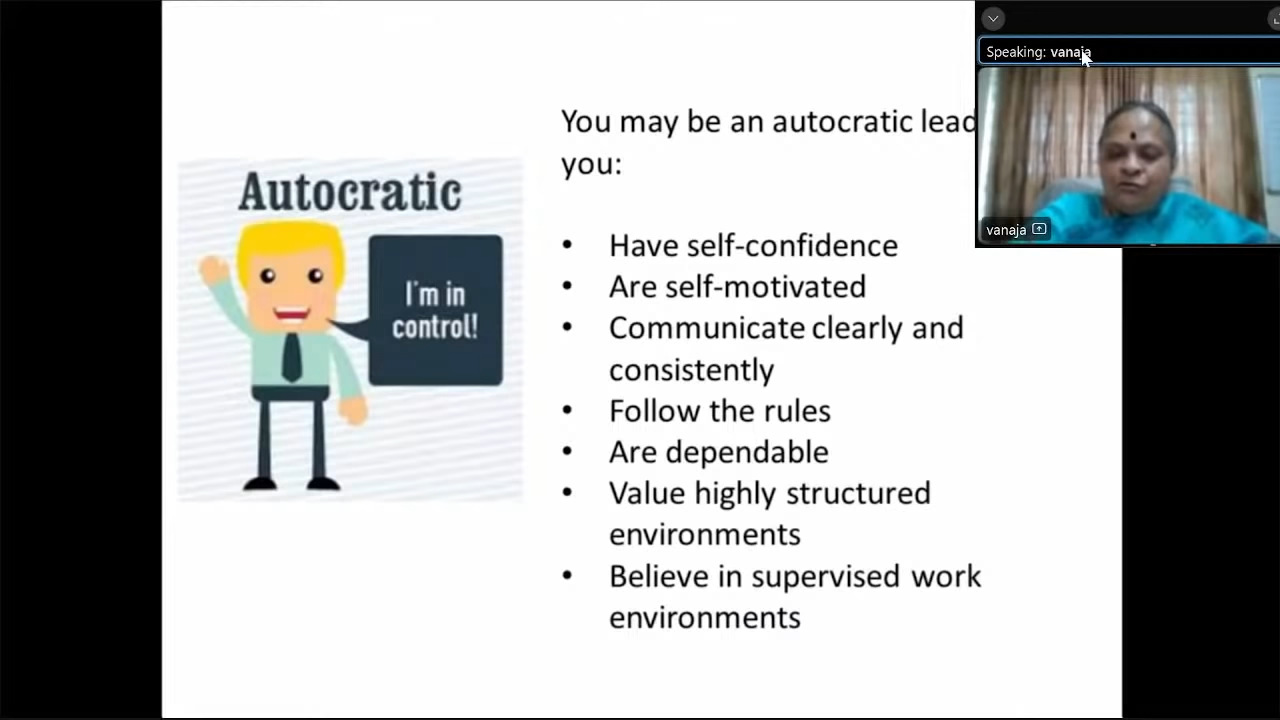 Speaking: vanaja
vanaja
You may be an autocratic lead
you:
Autocratic
I'm in
control!
• Have self-confidence
• Are self-motivated
• Communicate clearly and
consistently
• Follow the rules
• Are dependable
• Value highly structured
environments
• Believe in supervised work
environments